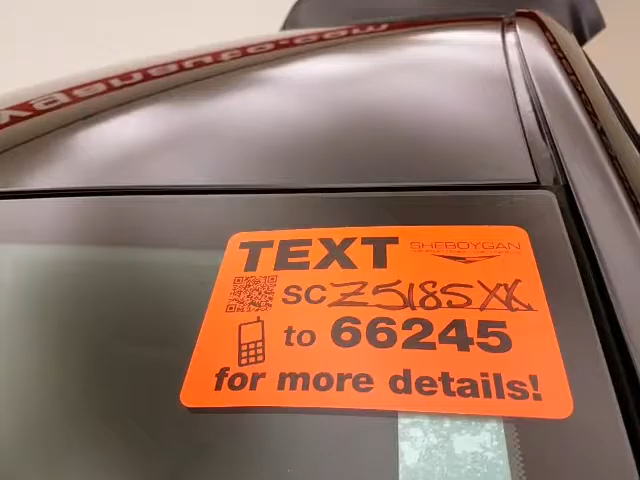 TEXT
SHEBOYGAN
SCZ5185XX
to 66245
for more details!